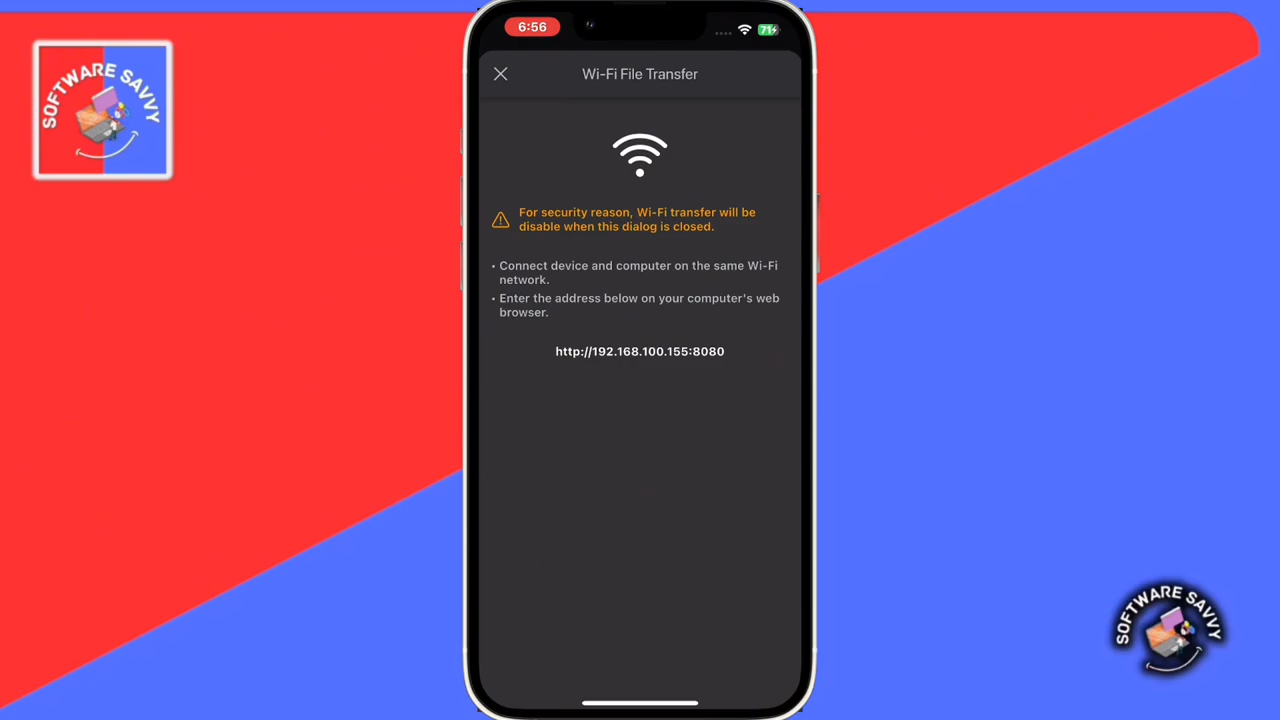 SOFTWARE SAVVY
6:56
71
Wi-Fi File Transfer
For security reason, Wi-Fi transfer will be
disable when this dialog is closed.
• Connect device and computer on the same Wi-Fi
network.
• Enter the address below on your computer's web
browser.
http://192.168.100.155:8080
SOFTWARE SAVVY